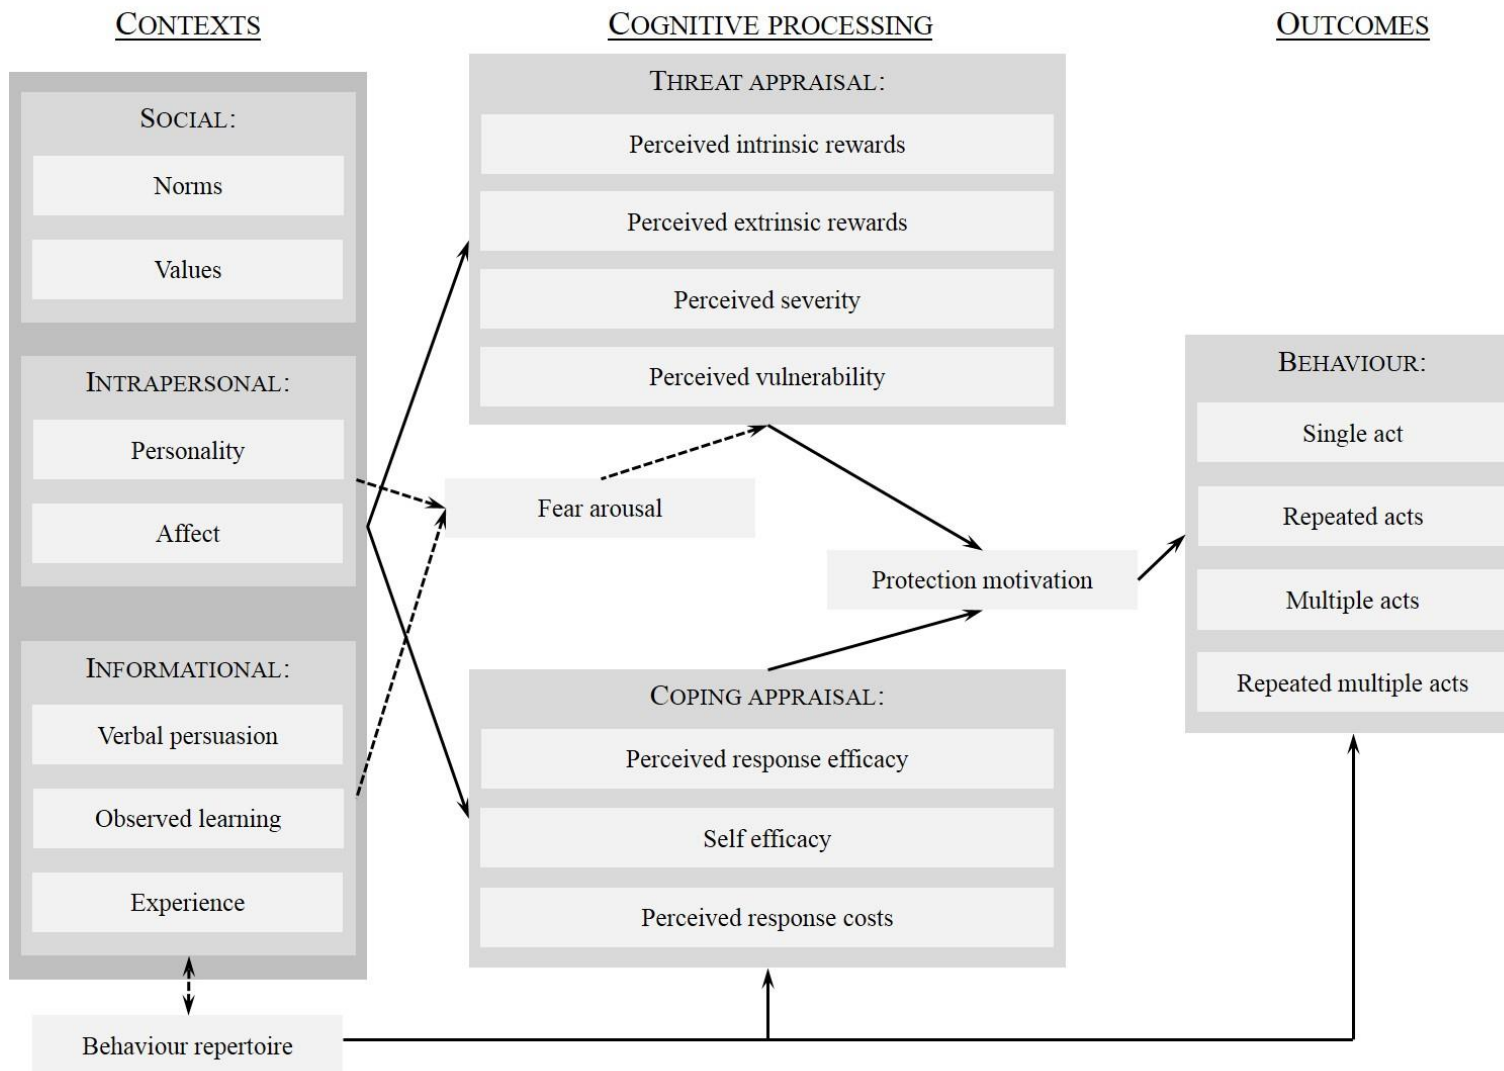 CONTEXTS
COGNITIVE PROCESSING
OUTCOMES
SOCIAL:
Norms
Values
INTRAPERSONAL:
Personality
Affect
INFORMATIONAL:
Verbal persuasion
Observed learning
Experience
Behaviour repertoire
THREAT APPRAISAL:
Perceived intrinsic rewards
Perceived extrinsic rewards
Perceived severity
Perceived vulnerability
Fear arousal
Protection motivation
COPING APPRAISAL:
Perceived response efficacy
Self efficacy
Perceived response costs
BEHAVIOUR:
Single act
Repeated acts
Multiple acts
Repeated multiple acts